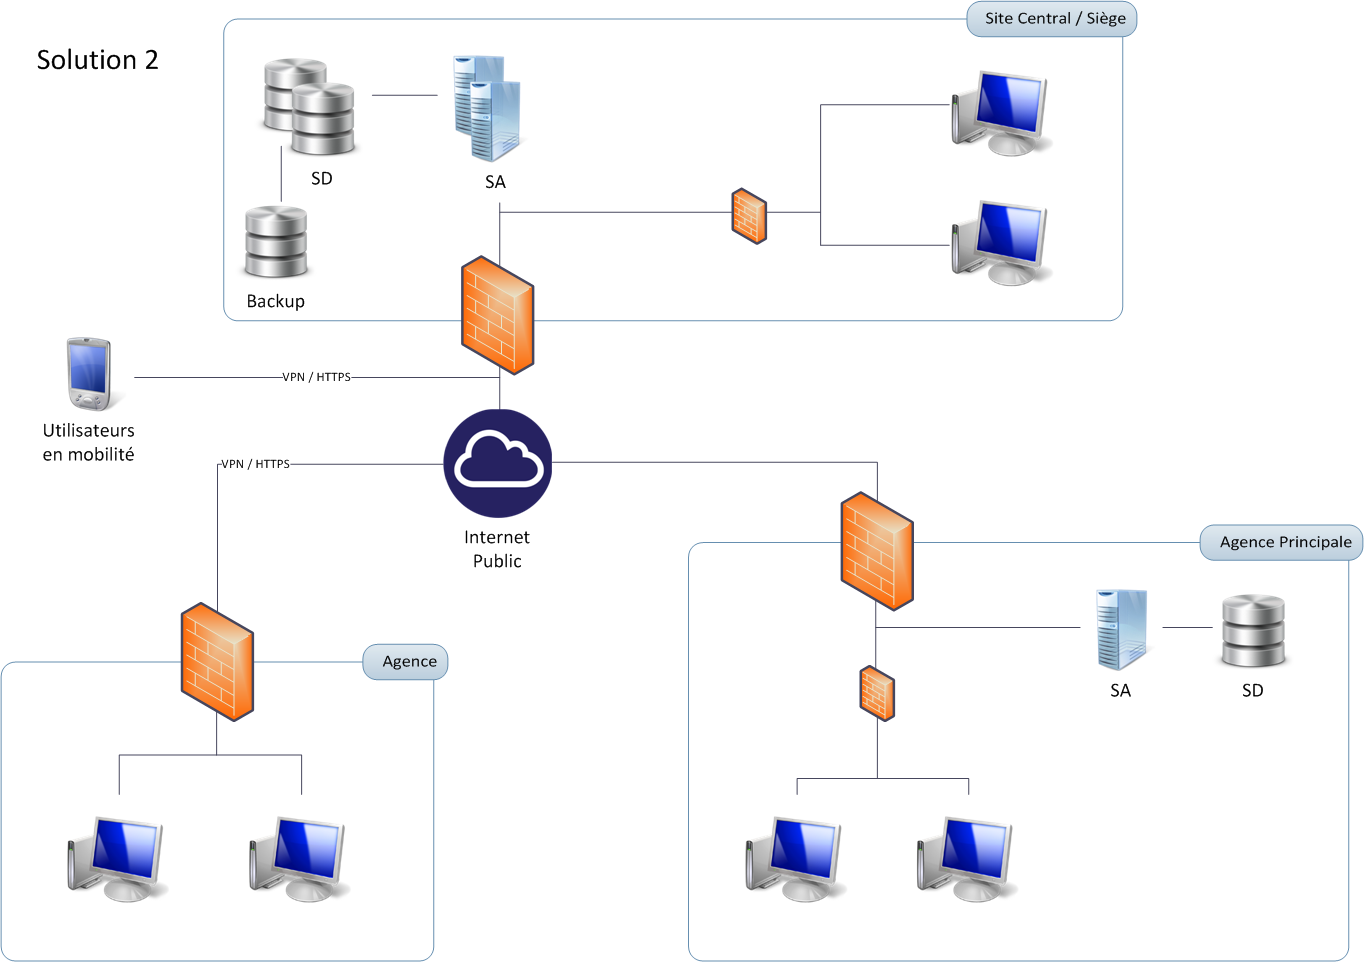 Site Central / Siège
Solution 2
SD
SA
Backup
VPN / HTTPS
Utilisateurs
en mobilité
VPN / HTTPS
Internet
Public
Agence Principale
Agence
SA
SD